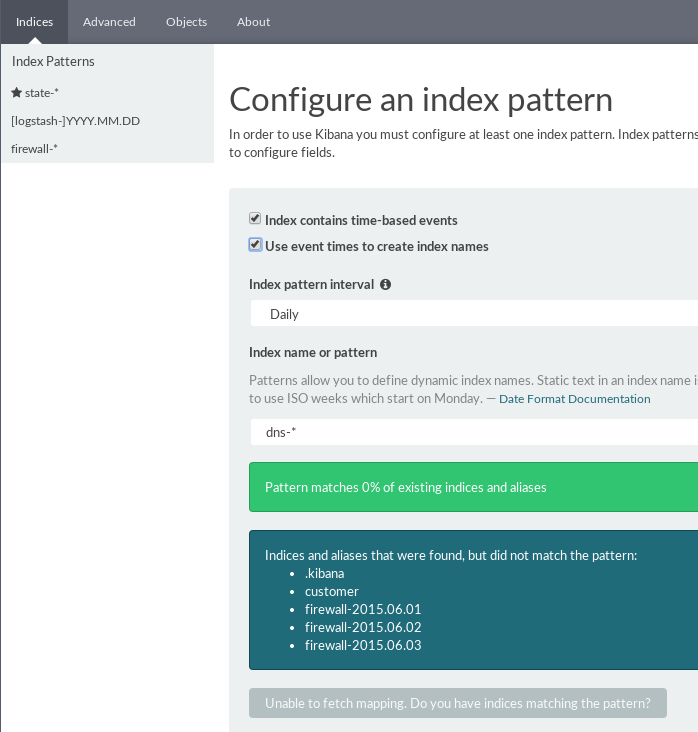 Indices Advanced Objects About
Index Patterns
state-*
[logstash-]YYYY.MM.DD
firewall-*
Configure an index pattern
In order to use Kibana you must configure at least one index pattern. Index patterns
to configure fields.
Index contains time-based events
Use event times to create index names
Index pattern interval
Daily
Index name or pattern
Patterns allow you to define dynamic index names. Static text in an index name i
to use ISO weeks which start on Monday. — Date Format Documentation
dns-*
Pattern matches 0% of existing indices and aliases
Indices and aliases that were found, but did not match the pattern:
• .kibana
• customer
• firewall-2015.06.01
• firewall-2015.06.02
• firewall-2015.06.03
Unable to fetch mapping. Do you have indices matching the pattern?